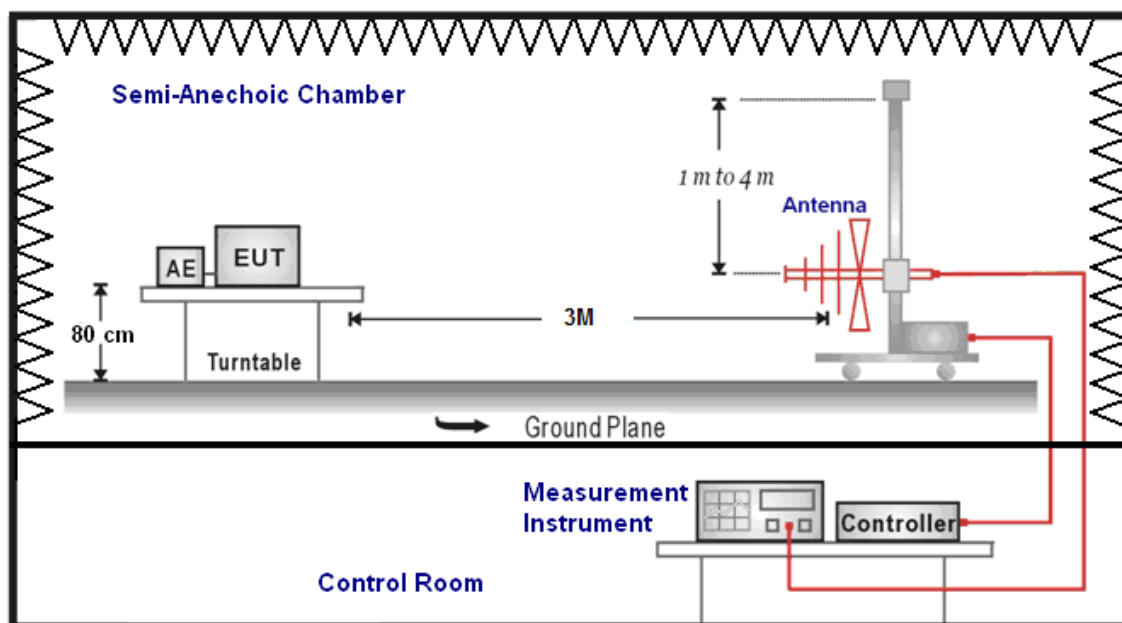 Semi-Anechoic Chamber
1 m to 4 m
Antenna
AE
EUT
80 cm
3M
Turntable
Ground Plane
Measurement
Instrument
Controller
Control Room